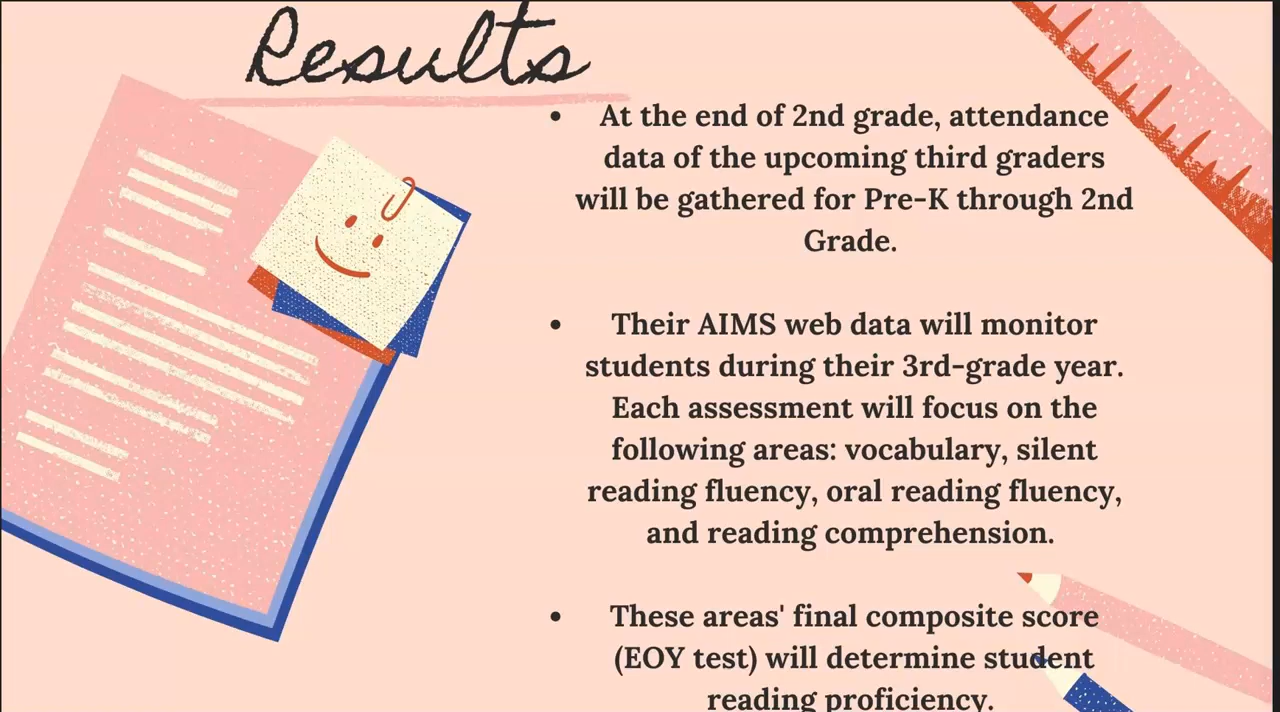 Results
• At the end of 2nd grade, attendance
data of the upcoming third graders
will be gathered for Pre-K through 2nd
Grade.
• Their AIMS web data will monitor
students during their 3rd-grade year.
Each assessment will focus on the
following areas: vocabulary, silent
reading fluency, oral reading fluency,
and reading comprehension.
• These areas' final composite score
(EOY test) will determine student
reading proficiency.